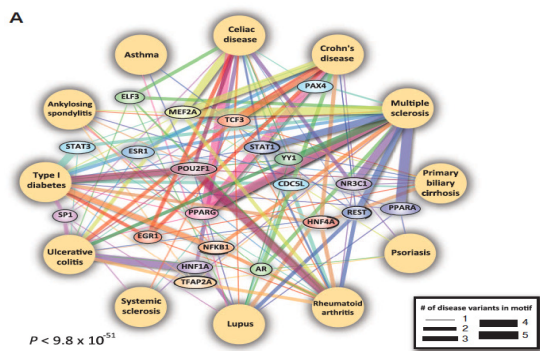 A
Celiac
disease
Crohn's
disease
Asthma
PAX4
ELF3
MEF2A
TCF3
Multiple
sclerosis
Ankylosing
spondylitis
STAT3
ESR1
STAT1
YY1
POU2F1
Type I
diabetes
CDC5L
NR3C1
Primary
biliary
cirrhosis
SP1
PPARG
REST
PPARA
HNF4A
EGR1
NFKB1
Ulcerative
colitis
Psoriasis
HNF1A
AR
TFAP2A
Systemic
sclerosis
Lupus
Rheumatoid
arthritis
# of disease variants in motif
1
2
3
4
5
P < 9.8 x 10-51